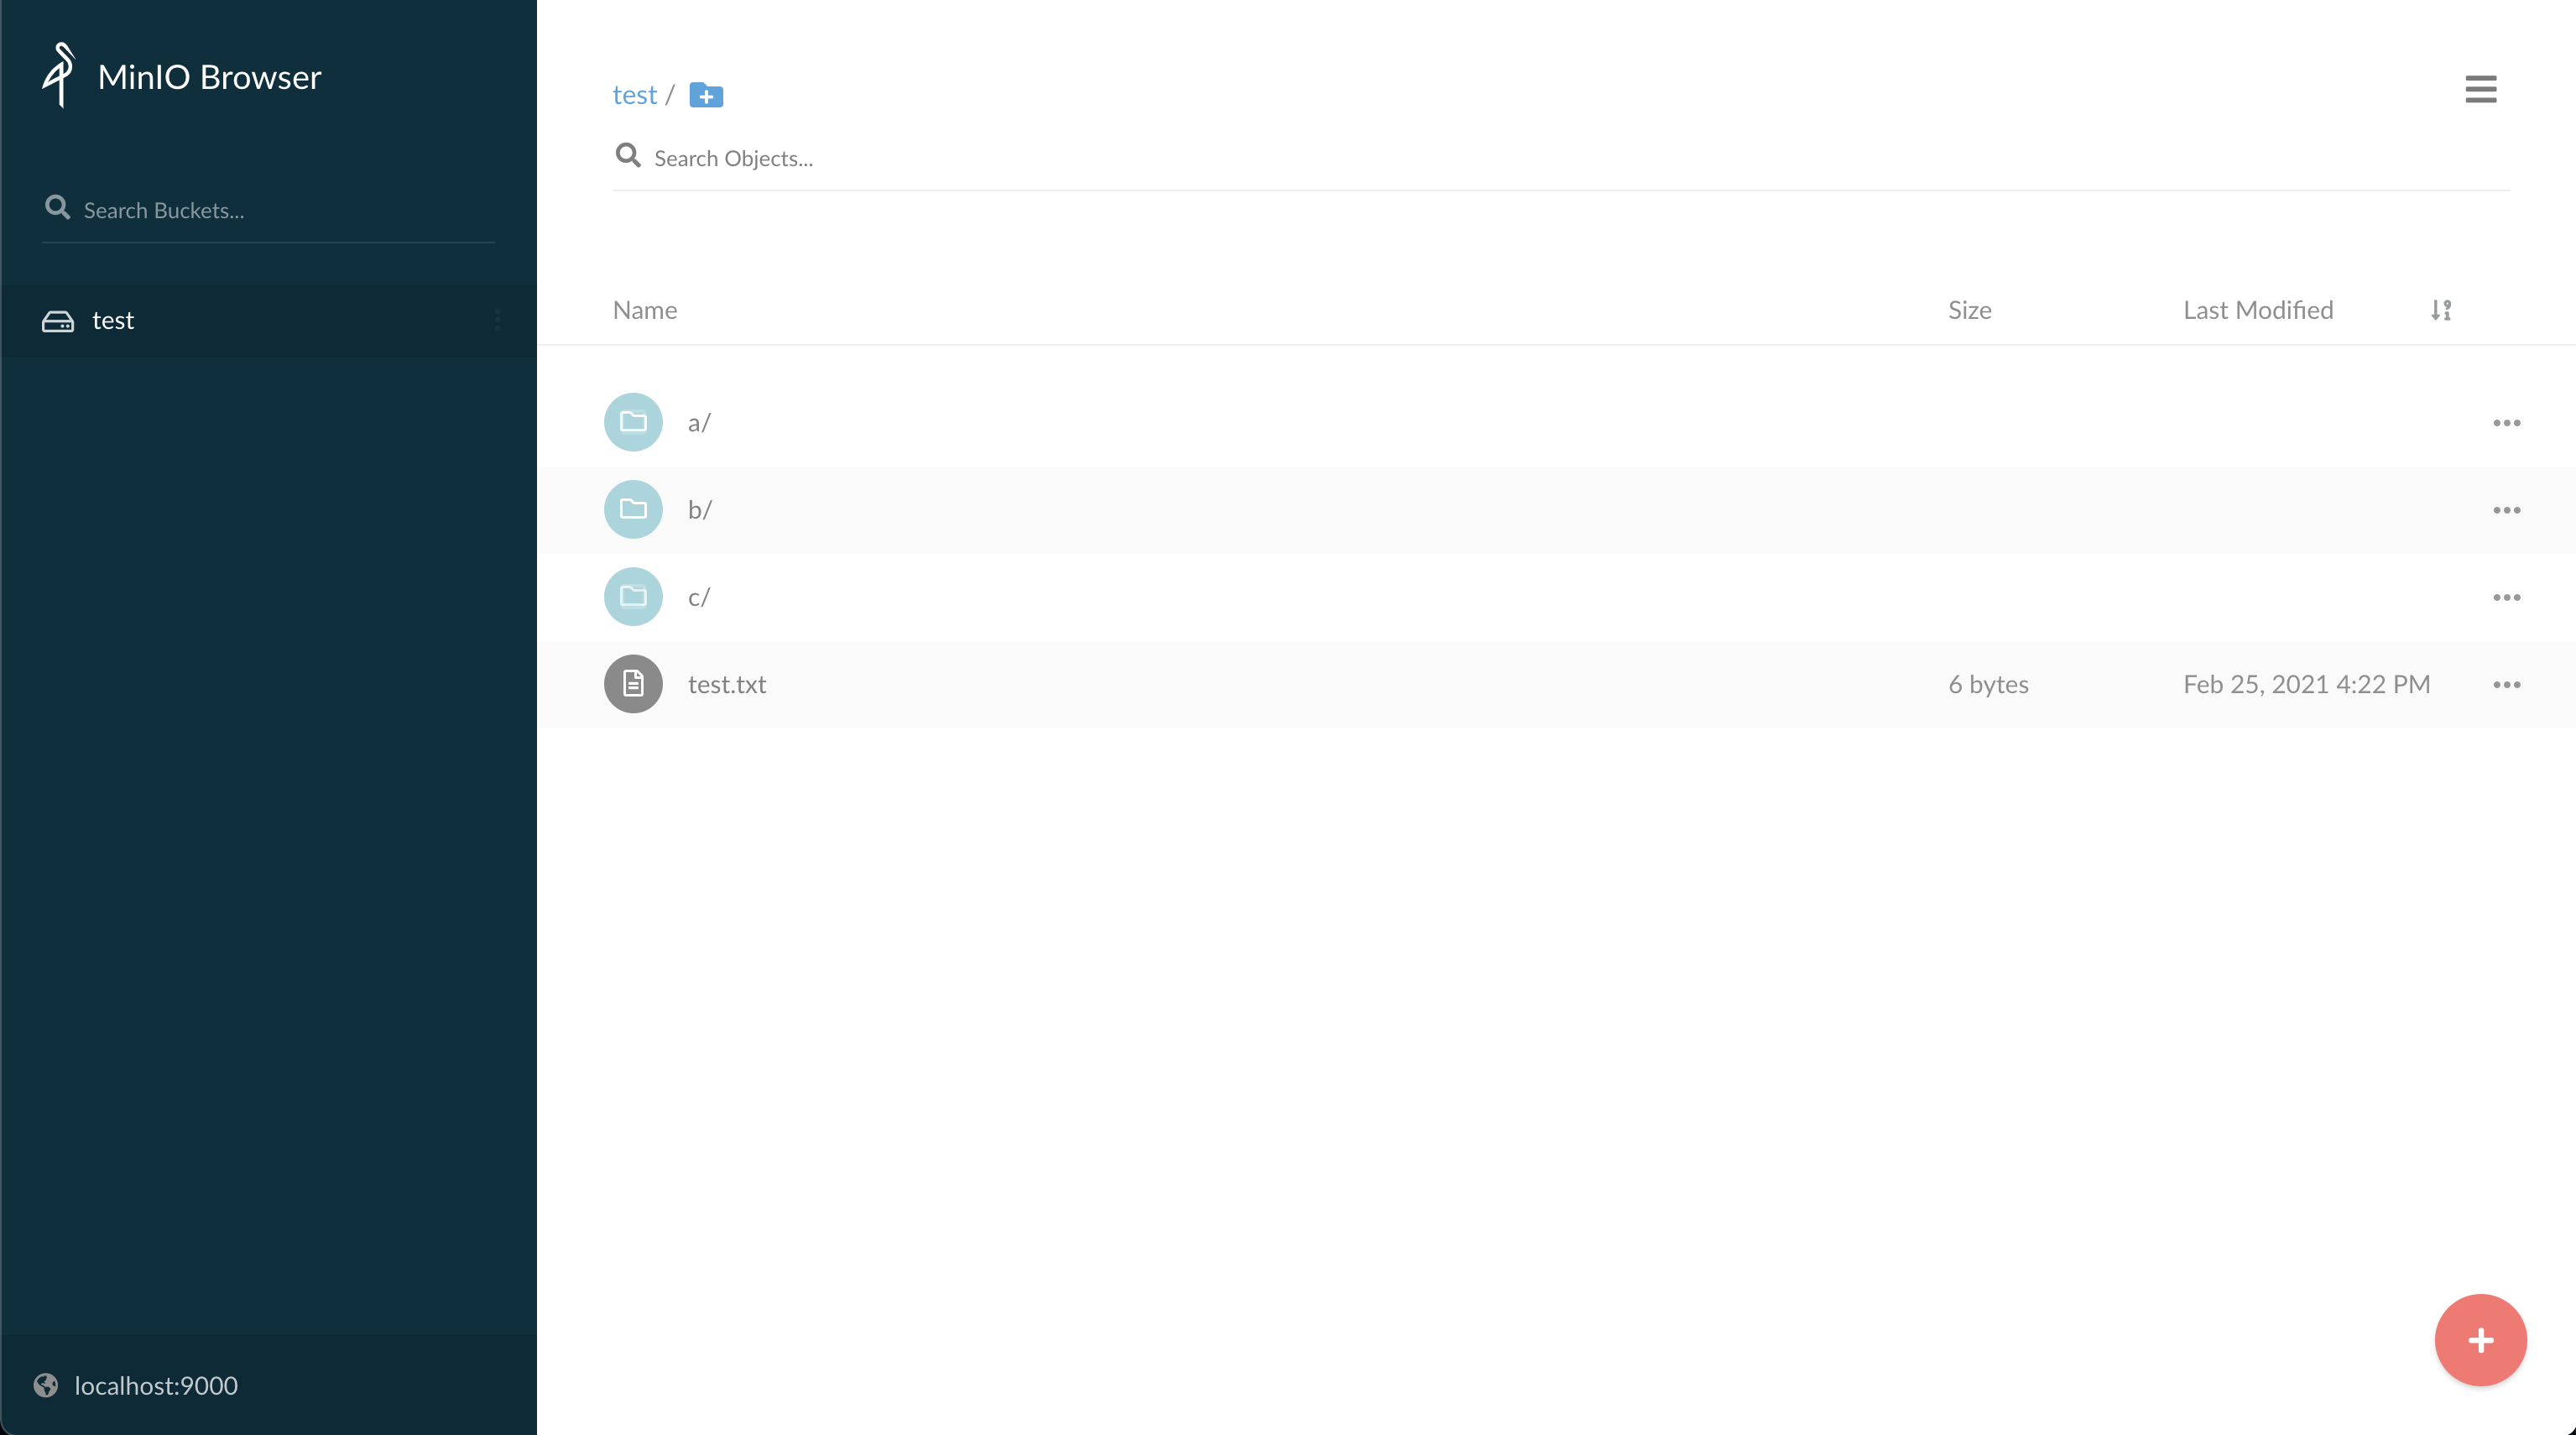 MinIO Browser
Search Buckets...
test
localhost:9000
test /
Search Objects...
Name Size Last Modified
a/
b/
c/
test.txt 6 bytes Feb 25, 2021 4:22 PM